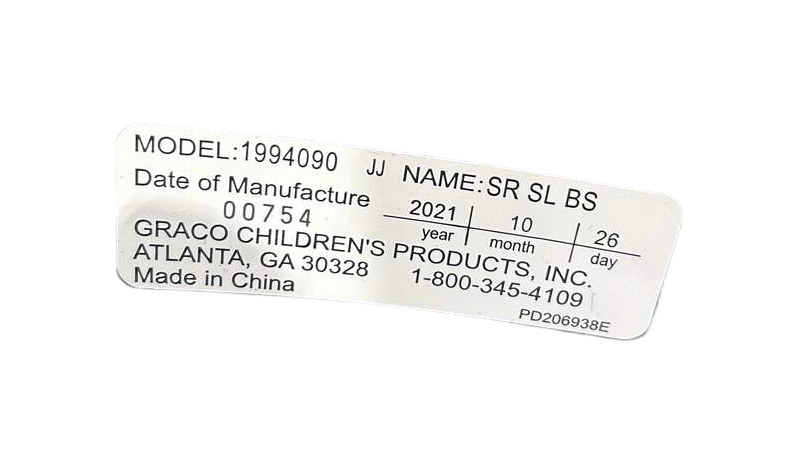 MODEL:1994090 JJ NAME:SR SL BS
Date of Manufacture 2021 10 26
00754 year month day
GRACO CHILDREN'S PRODUCTS, INC.
ATLANTA, GA 30328 1-800-345-4109
Made in China
PD206938E